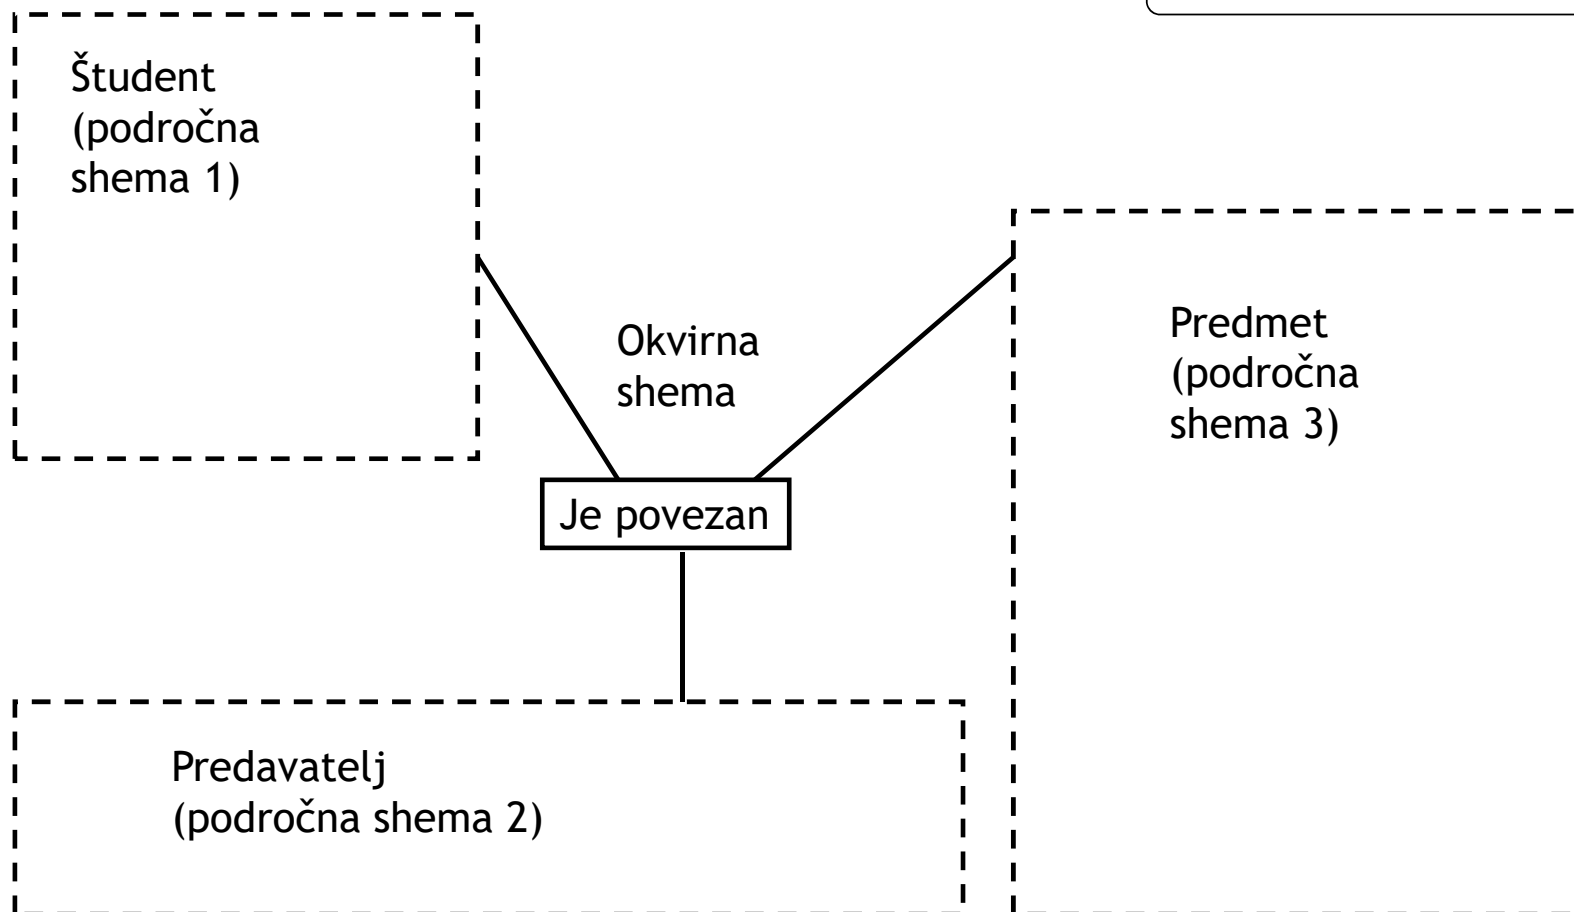 Študent
(področna
shema 1)
Okvirna
shema
Predmet
(področna
shema 3)
Je povezan
Predavatelj
(področna shema 2)